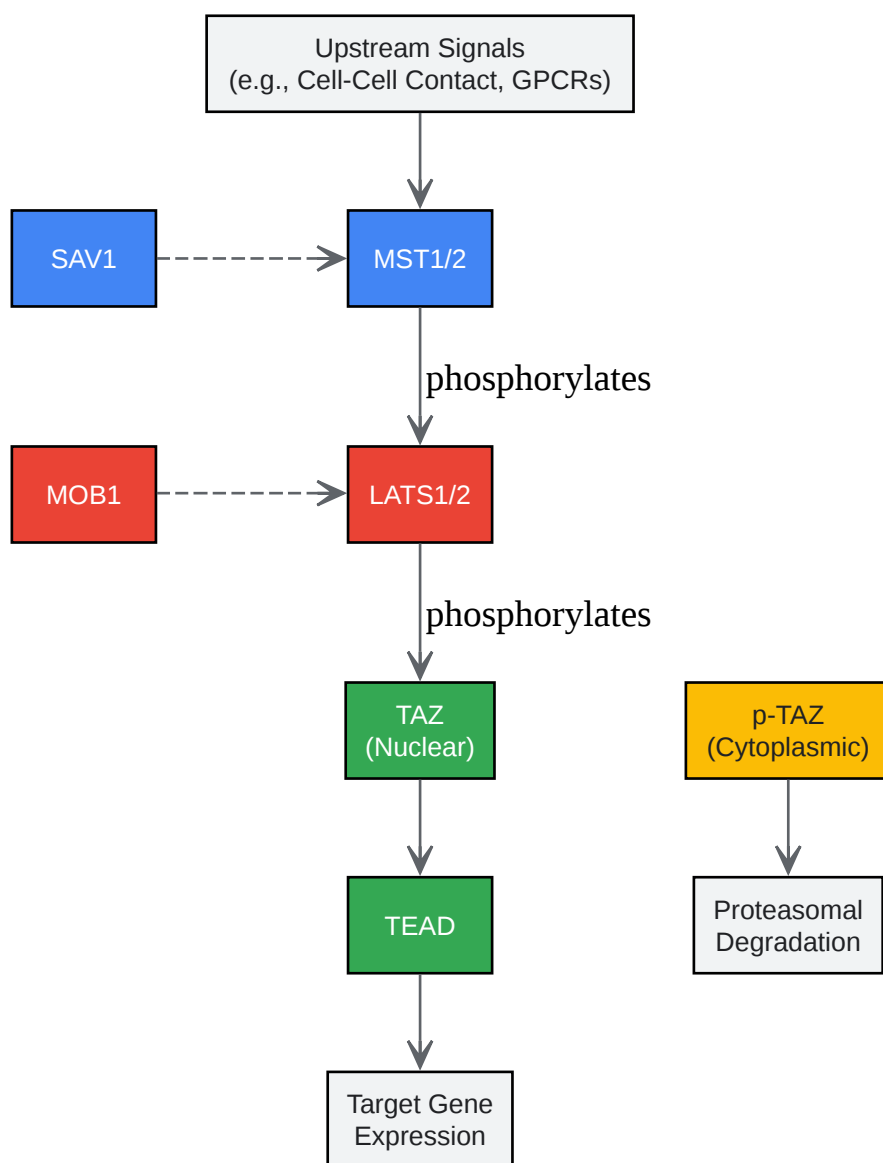 Upstream Signals
(e.g., Cell-Cell Contact, GPCRs)
SAV1
MST1/2
phosphorylates
MOB1
LATS1/2
phosphorylates
TAZ
(Nuclear)
p-TAZ
(Cytoplasmic)
TEAD
Proteasomal
Degradation
Target Gene
Expression